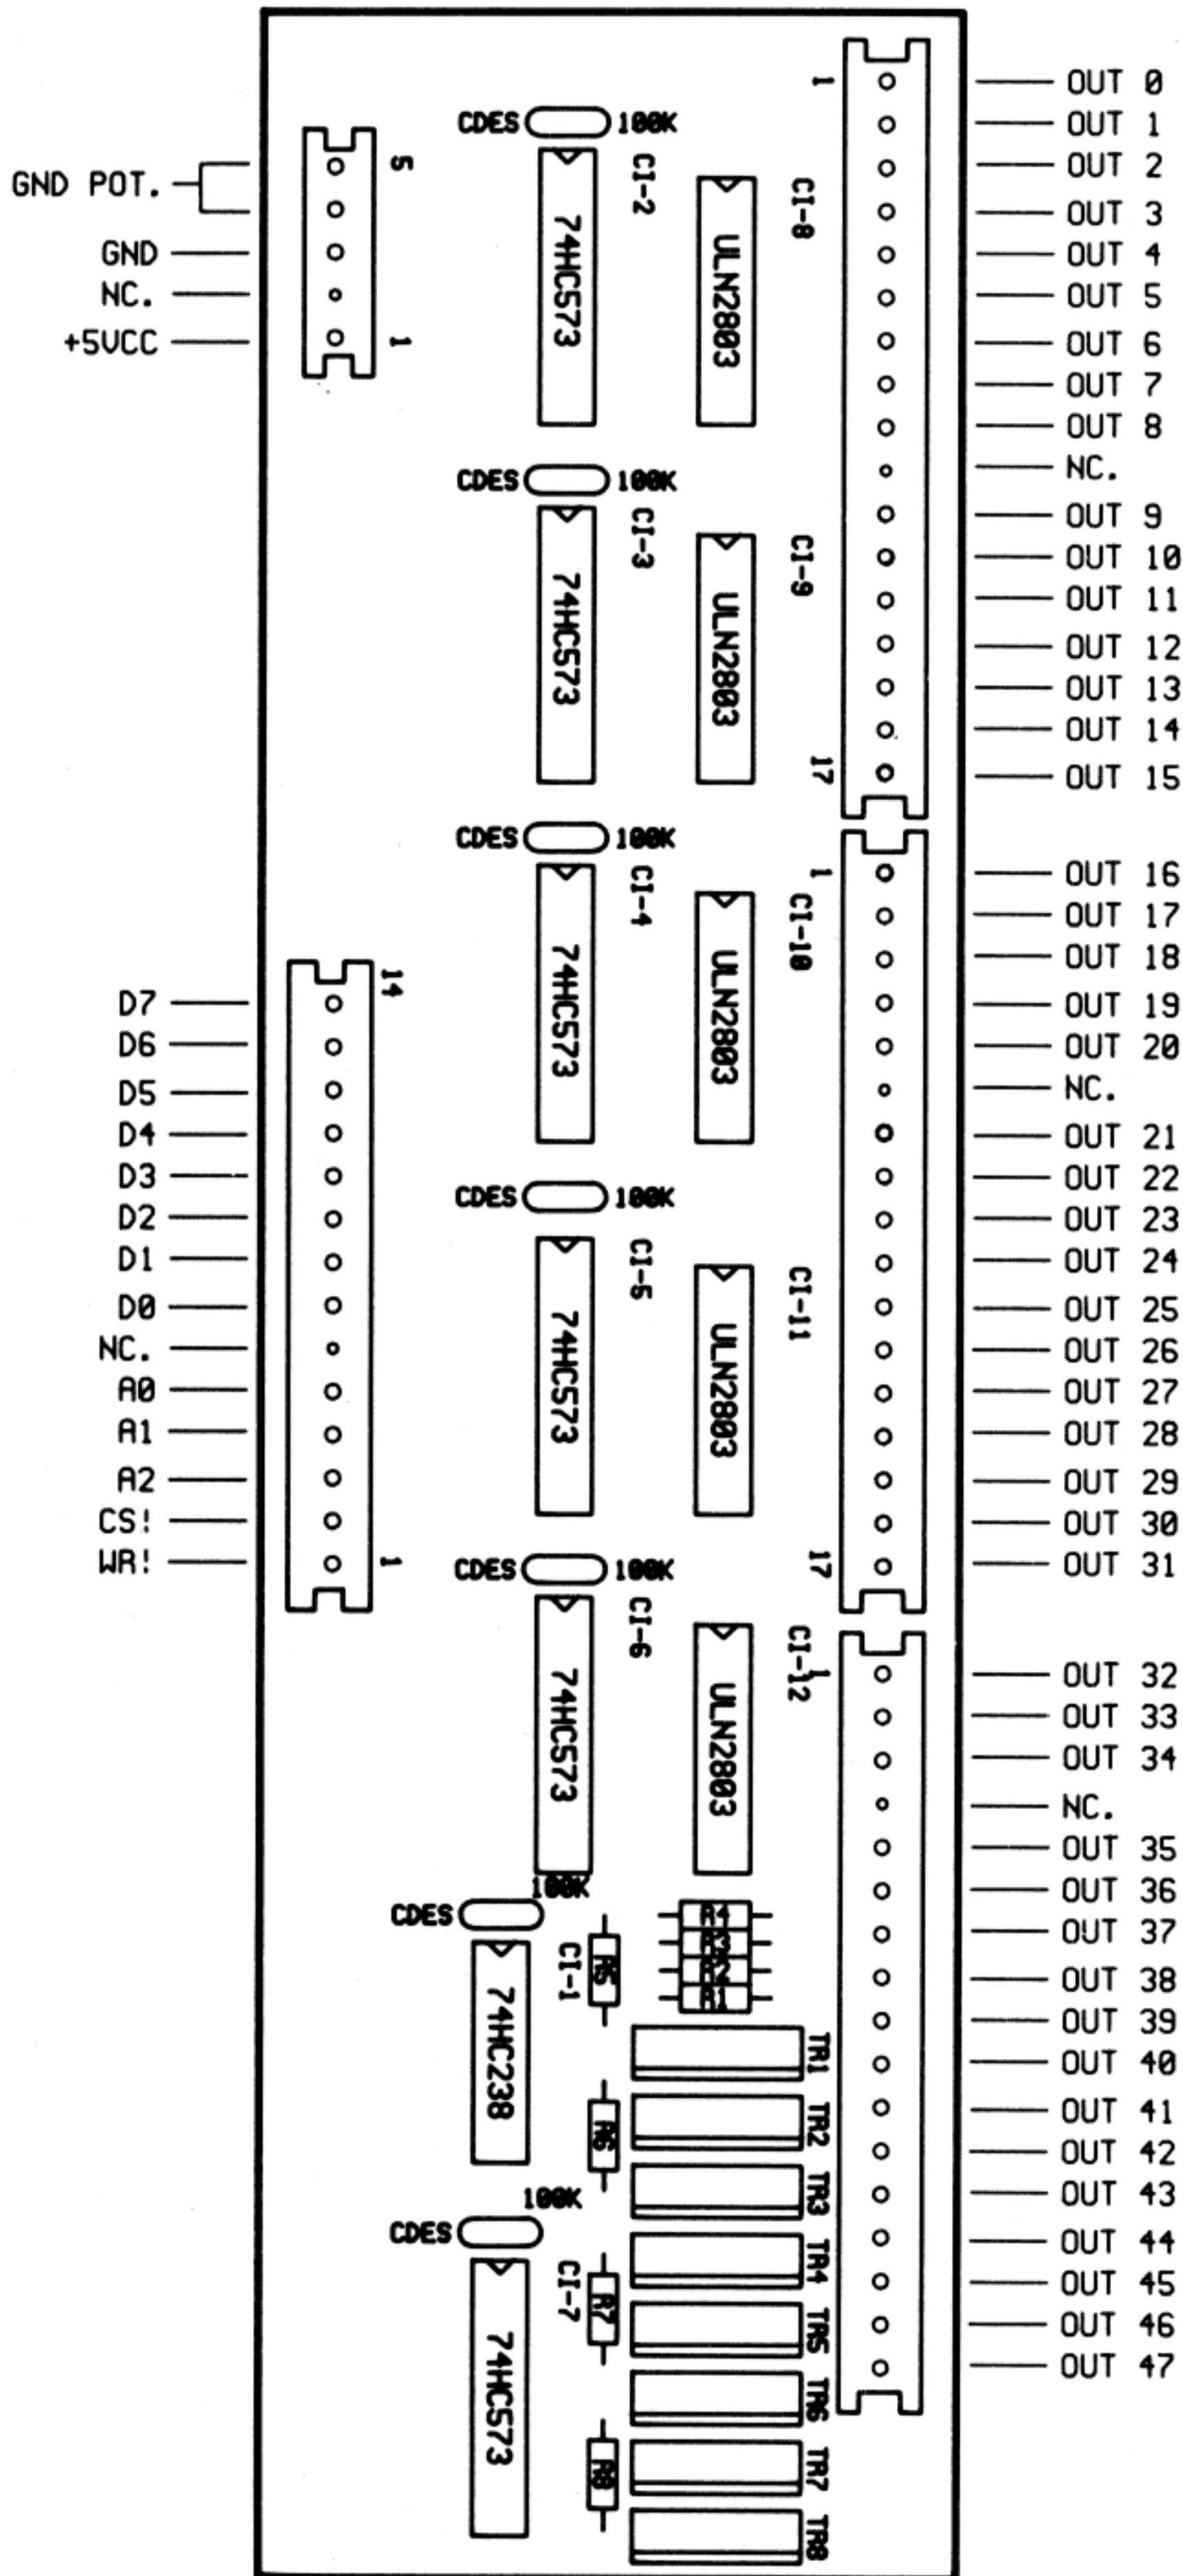 GND POT.
GND
NC.
+5VCC
5
1
D7
D6
D5
D4
D3
D2
D1
D0
NC.
A0
A1
A2
CS!
WR!
14
1
CDES 100K
CI-2
74HC573
CI-8
ULN2803
CDES 100K
CI-3
74HC573
CI-9
ULN2803
CDES 100K
CI-4
74HC573
CI-10
ULN2803
CDES 100K
CI-5
74HC573
CI-11
ULN2803
CDES 100K
CI-6
74HC573
CI-12
ULN2803
100K
CDES
CI-1
74HC238
R5
R4
R3
R2
R1
R6
100K
CDES
CI-7
74HC573
R7
R8
TR1
TR2
TR3
TR4
TR5
TR6
TR7
TR8
1
17
1
17
1
OUT 0
OUT 1
OUT 2
OUT 3
OUT 4
OUT 5
OUT 6
OUT 7
OUT 8
NC.
OUT 9
OUT 10
OUT 11
OUT 12
OUT 13
OUT 14
OUT 15
OUT 16
OUT 17
OUT 18
OUT 19
OUT 20
NC.
OUT 21
OUT 22
OUT 23
OUT 24
OUT 25
OUT 26
OUT 27
OUT 28
OUT 29
OUT 30
OUT 31
OUT 32
OUT 33
OUT 34
NC.
OUT 35
OUT 36
OUT 37
OUT 38
OUT 39
OUT 40
OUT 41
OUT 42
OUT 43
OUT 44
OUT 45
OUT 46
OUT 47